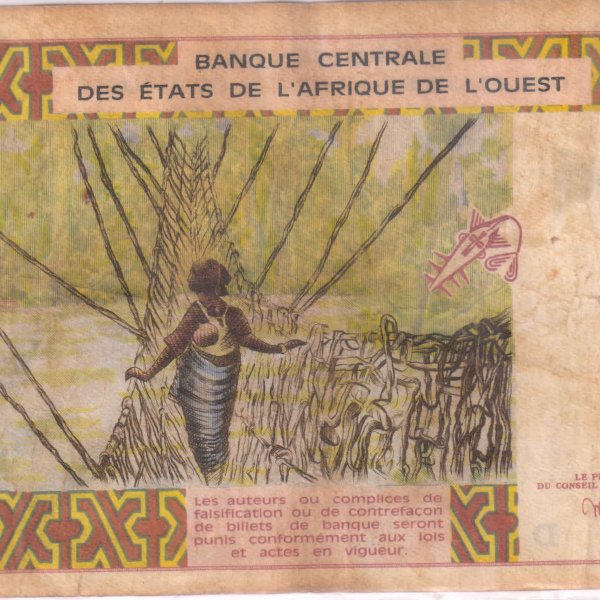 BANQUE CENTRALE
DES ÉTATS DE L'AFRIQUE DE L'OUEST
LE P
DU CONSEIL
Les auteurs ou complices de
falsification ou de contrefaçon
de billets de banque seront
punis conformément aux lois
et actes en vigueur.
D